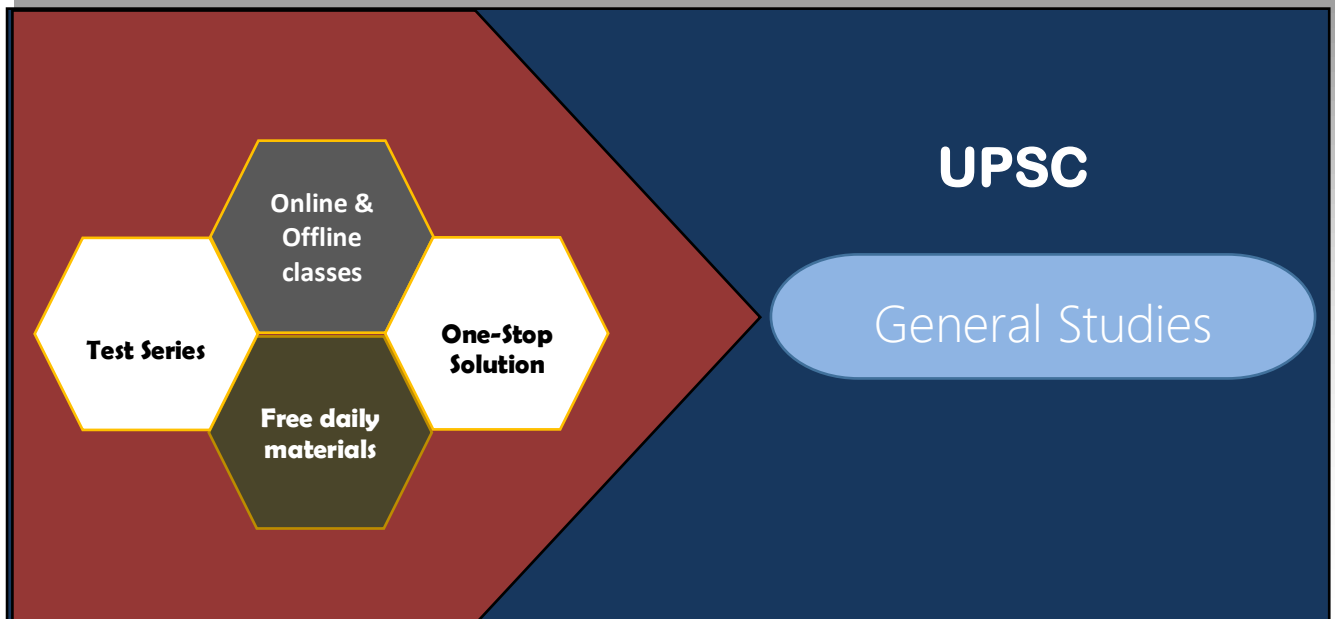 Online &
Offline
classes
Test Series
One-Stop
Solution
Free daily
materials
UPSC
General Studies